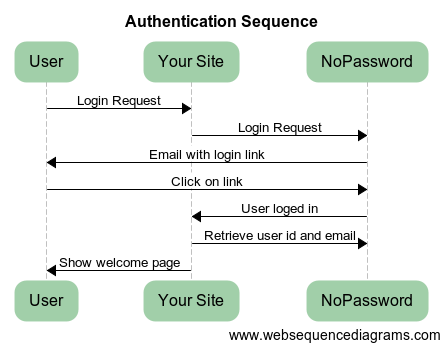 Authentication Sequence
User Your Site NoPassword
Login Request
Login Request
Email with login link
Click on link
User loged in
Retrieve user id and email
Show welcome page
User Your Site NoPassword
www.websequencediagrams.com